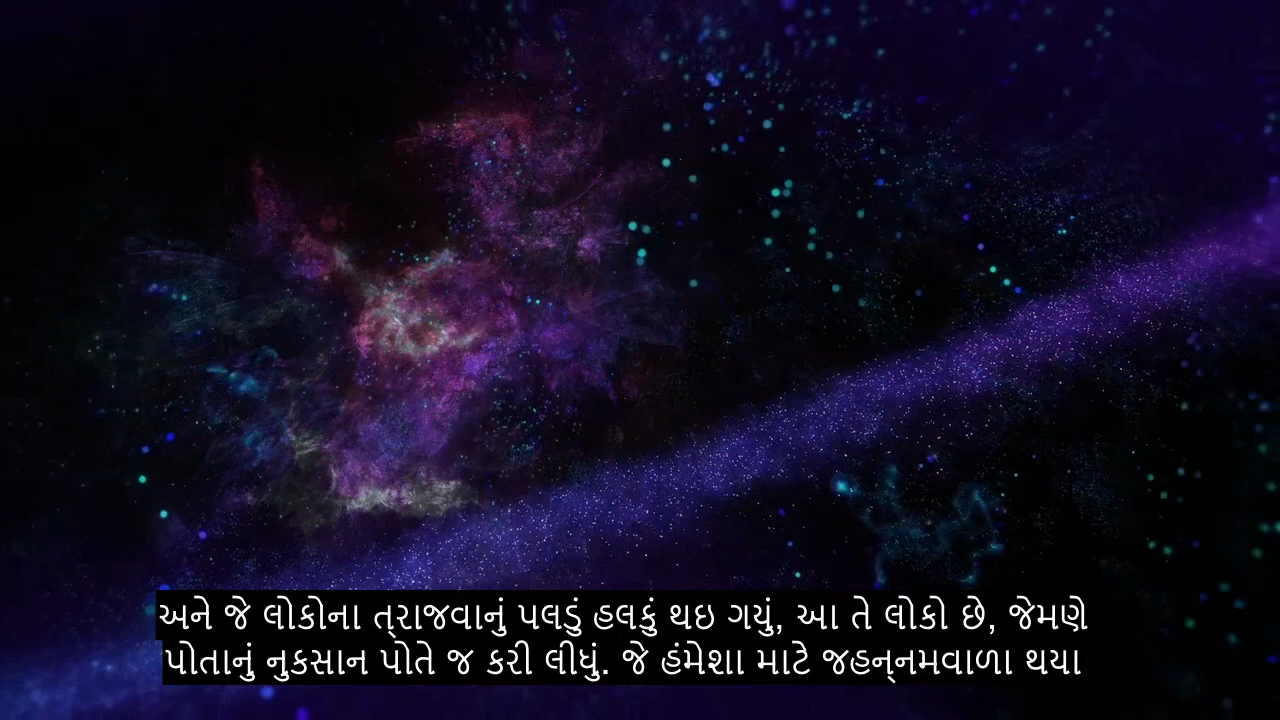 અને જે લોકોના ત્‌રાજવાનું પલડું હલકું થઇ ગયું, આ તે લોકો છે, જેમણે
પોતાનું નુકસાન પોતે જ કરી લીધું. જે હંમેશા માટે જહન્‌નમવાળા થયા